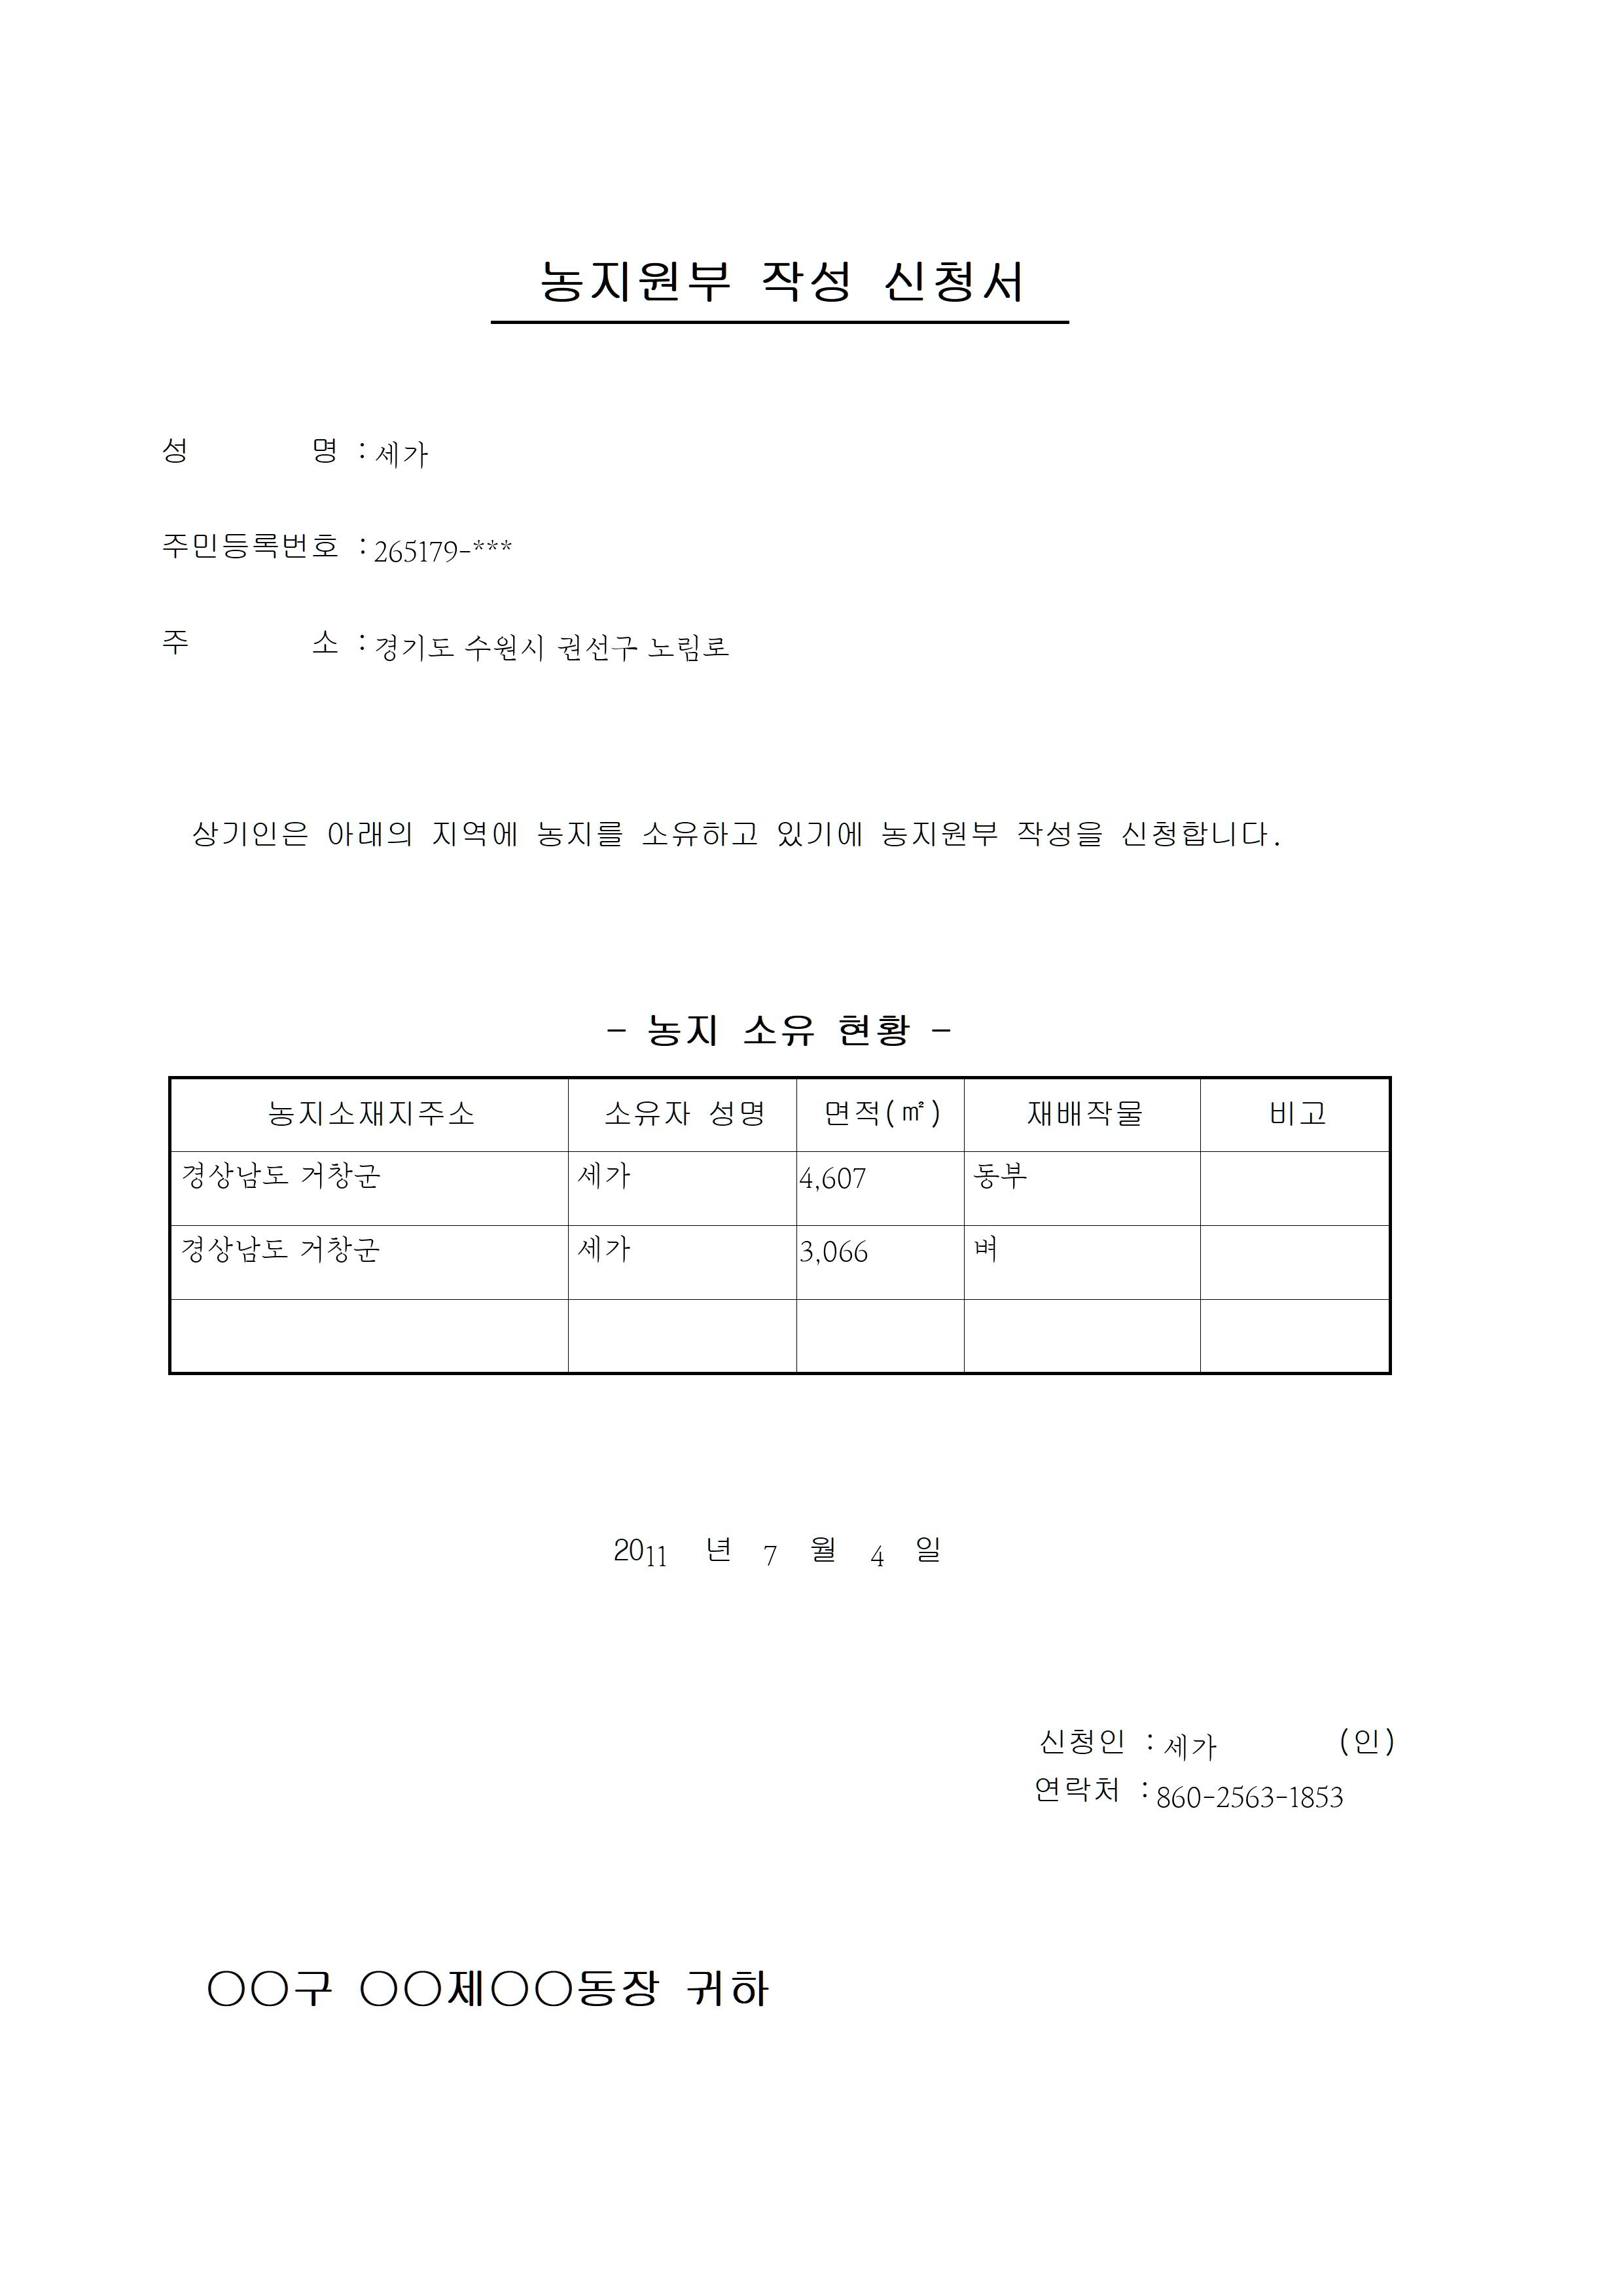 농지원부 작성 신청서
성 명 : 세가
주민등록번호 : 265179-***
주 소 : 경기도 수원시 권선구 노림로
상기인은 아래의 지역에 농지를 소유하고 있기에 농지원부 작성을 신청합니다.
- 농지 소유 현황 -
농지소재지주소 소유자 성명 면적(㎡) 재배작물 비고
경상남도 거창군 세가 4,607 동부
경상남도 거창군 세가 3,066 벼
2011 년 7 월 4 일
신청인 : 세가 (인)
연락처 : 860-2563-1853
○○구 ○○제○○동장 귀하